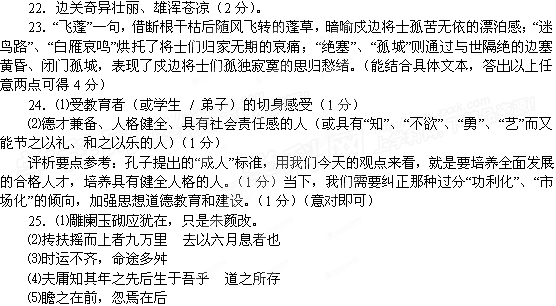 22. 边关奇异壮丽、雄浑苍凉(2 分)。
23. “飞蓬”一句,借断根干枯后随风飞转的蓬草,暗喻戍边将士孤苦无依的漂泊感;“迷
鸟路”、“白雁哀鸣”烘托了将士们归家无期的哀痛;“绝塞”、“孤城”则通过与世隔绝的边塞
黄昏、闭门孤城,表现了戍边将士们孤独寂寞的思归愁绪。(能结合具体文本,答出以上任
意两点可得 4 分)
24. ⑴受教育者(或学生 / 弟子)的切身感受(1 分)
⑵德才兼备、人格健全、具有社会责任感的人(或具有“知”、“不欲”、“勇”、“艺”而又
能节之以礼、和之以乐的人)(1 分)
评析要点参考:孔子提出的“成人”标准,用我们今天的观点来看,就是要培养全面发展
的合格人才,培养具有健全人格的人。(1 分)当下,我们需要纠正那种过分“功利化”、“市
场化”的倾向,加强思想道德教育和建设。(1 分)(意对即可)
25. ⑴雕阑玉砌应犹在,只是朱颜改。
⑵抟扶摇而上者九万里 去以六月息者也
⑶时运不齐,命途多舛
⑷夫庸知其年之先后生于吾乎 道之所存
⑸瞻之在前,忽焉在后